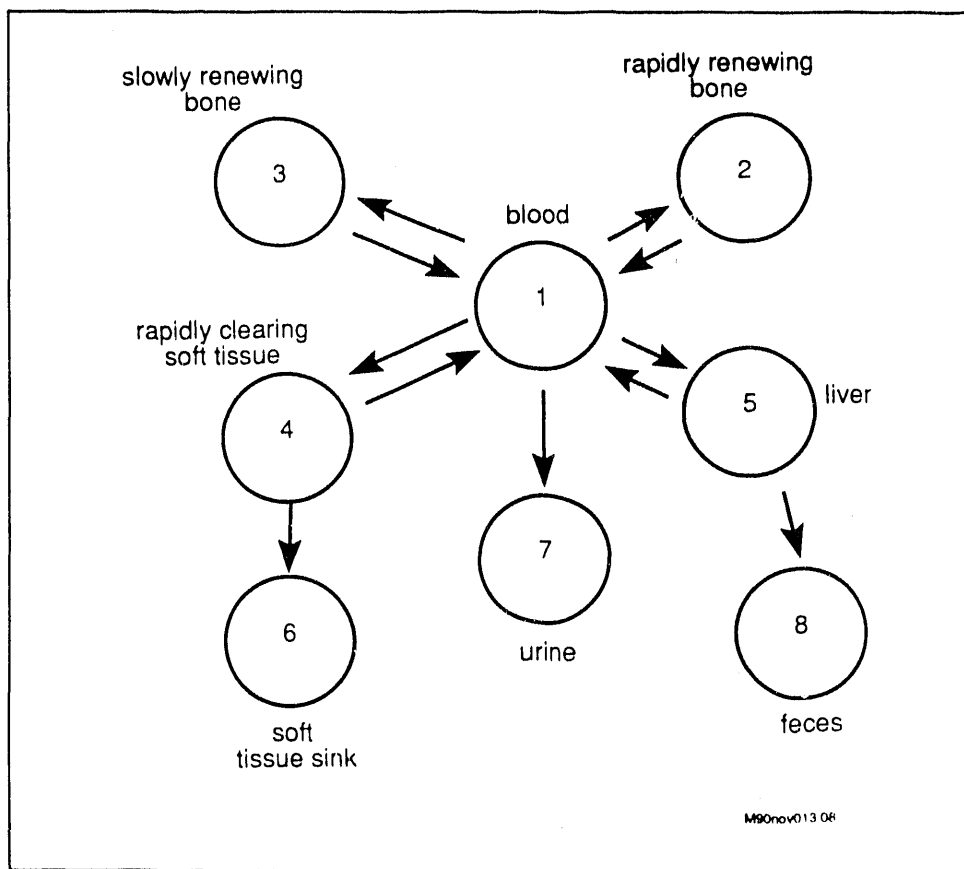 slowly renewing
bone
3
rapidly renewing
bone
2
blood
1
rapidly clearing
soft tissue
4
5
liver
7
urine
6
soft
tissue sink
8
feces
M90nov013 08